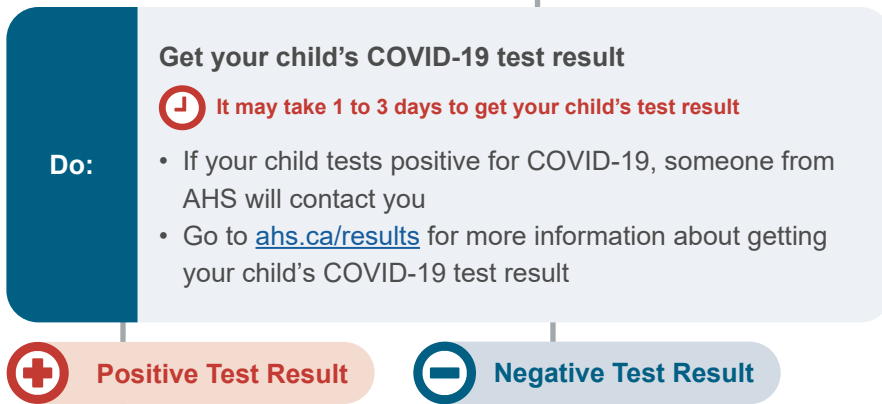 Get your child's COVID-19 test result
It may take 1 to 3 days to get your child's test result
Do:
• If your child tests positive for COVID-19, someone from
AHS will contact you
• Go to ahs.ca/results for more information about getting
your child's COVID-19 test result
Positive Test Result
Negative Test Result